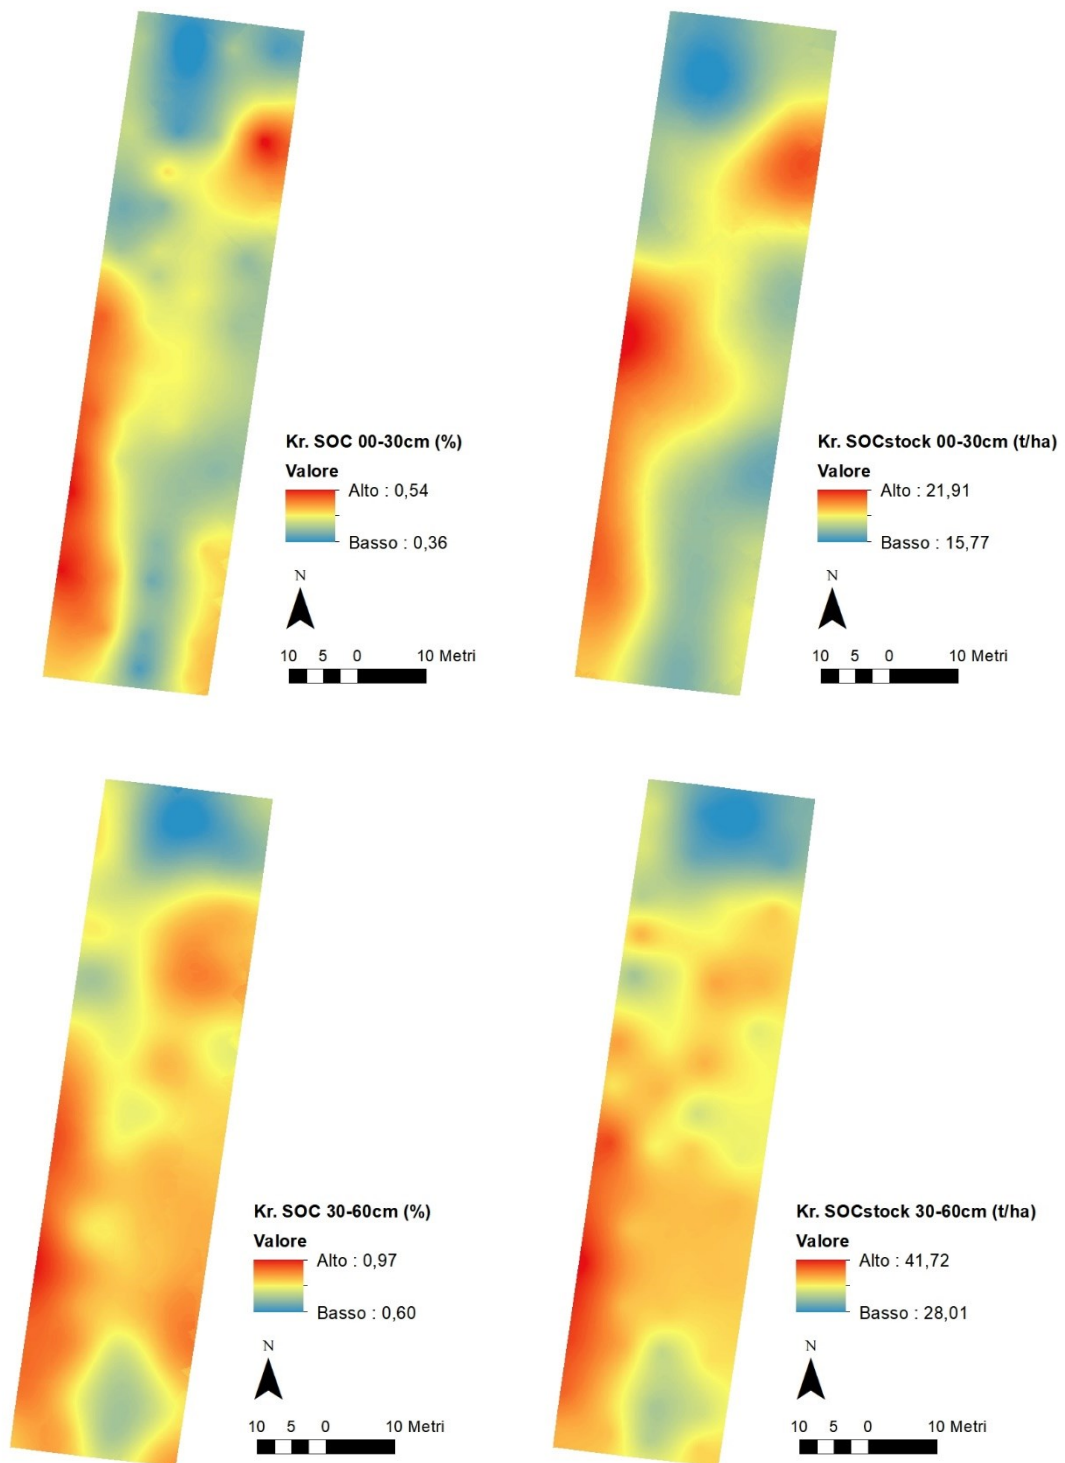 Kr. SOC 00-30cm (%)
Valore
Alto : 0,54
Basso : 0,36
N
10 5 0 10 Metri
Kr. SOCstock 00-30cm (t/ha)
Valore
Alto : 21,91
Basso : 15,77
N
10 5 0 10 Metri
Kr. SOC 30-60cm (%)
Valore
Alto : 0,97
Basso : 0,60
N
10 5 0 10 Metri
Kr. SOCstock 30-60cm (t/ha)
Valore
Alto : 41,72
Basso : 28,01
N
10 5 0 10 Metri